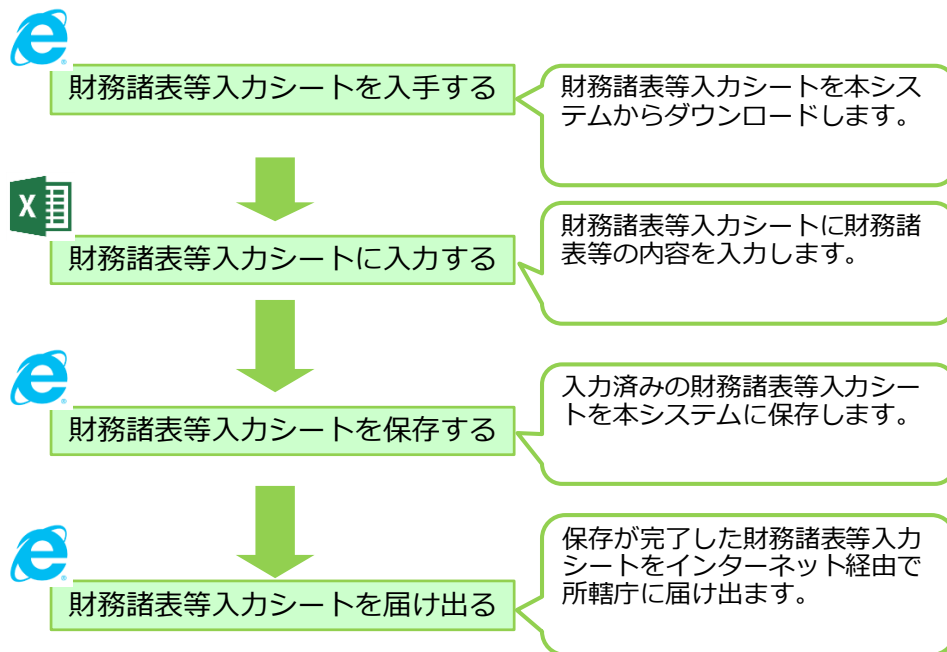 財務諸表等入力シートを入手する
財務諸表等入力シートを本シス
テムからダウンロードします。
財務諸表等入力シートに入力する
財務諸表等入力シートに財務諸
表等の内容を入力します。
財務諸表等入力シートを保存する
入力済みの財務諸表等入力シー
トを本システムに保存します。
財務諸表等入力シートを届け出る
保存が完了した財務諸表等入力
シートをインターネット経由で
所轄庁に届け出ます。